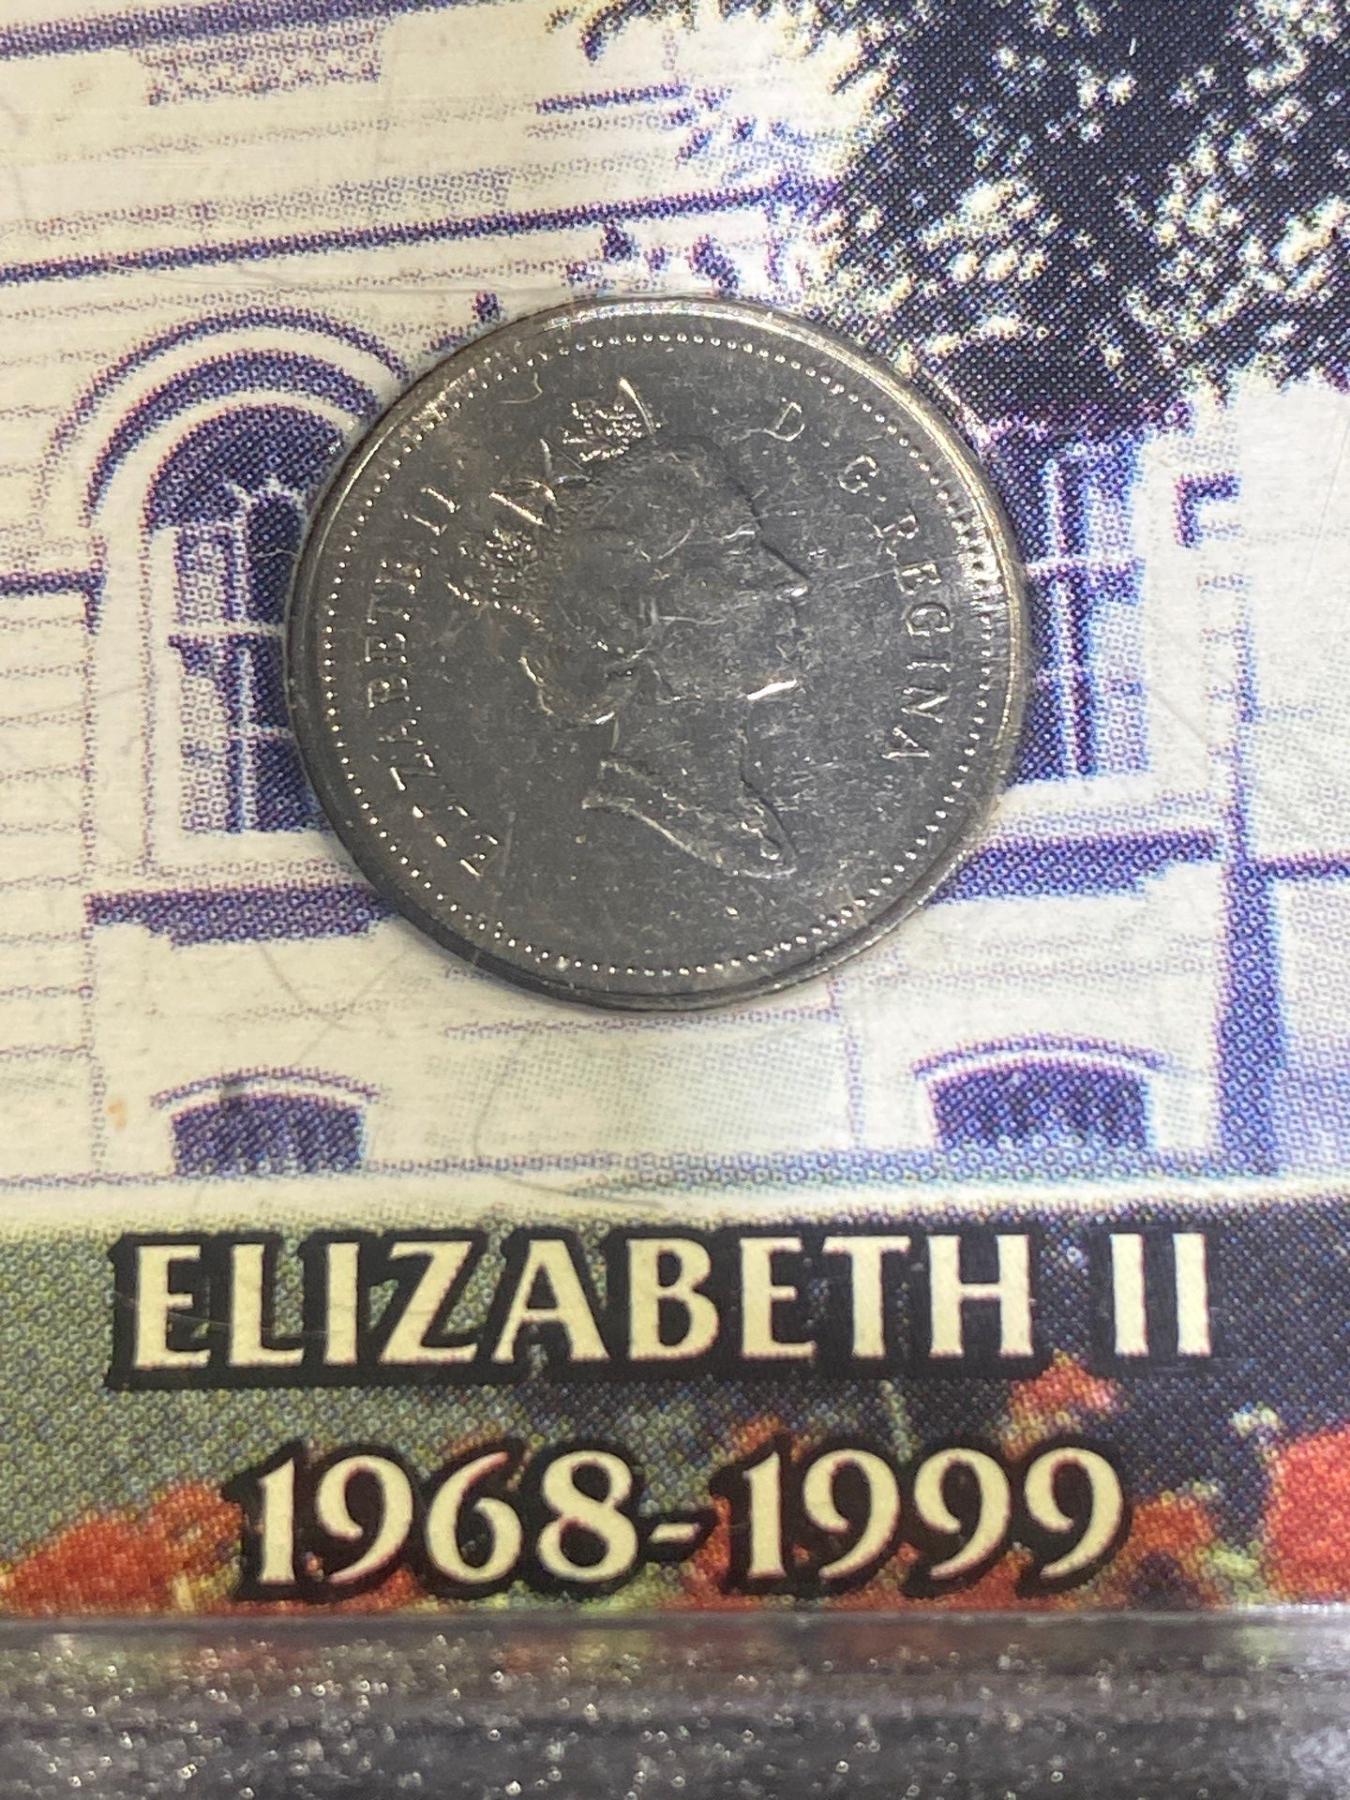 ELIZABETH II D · G · REGINA
ELIZABETH II
1968-1999